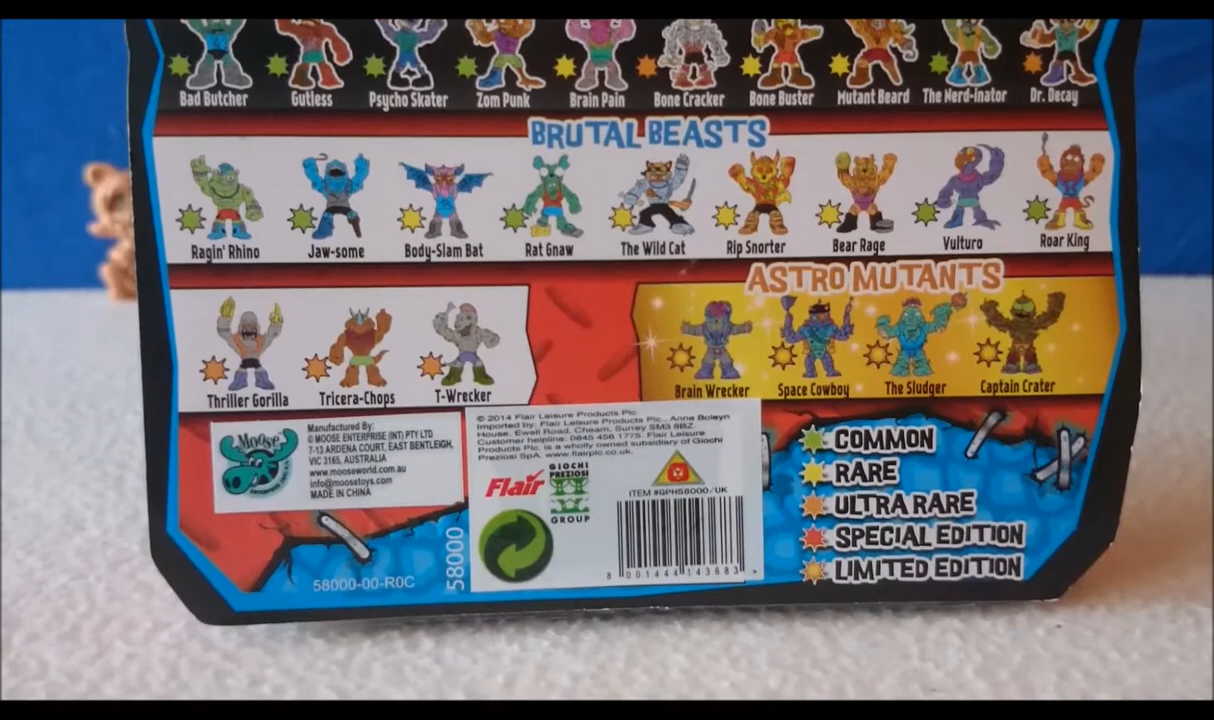 Bad Butcher Gutless Psycho Skater Zom Punk Brain Pain Bone Cracker Bone Buster Mutant Beard The Nerd-inator Dr. Decay
BRUTAL BEASTS
Ragin' Rhino Jaw-some Body-Slam Bat Rat Gnaw The Wild Cat Rip Snorter Bear Rage Vulturo Roar King
ASTRO MUTANTS
Thriller Gorilla Tricera-Chops T-Wrecker
Brain Wrecker Space Cowboy The Sludger Captain Crater
Moose
Manufactured By:
© MOOSE ENTERPRISE (INT) PTY LTD
7-13 ARDENA COURT, EAST BENTLEIGH,
VIC 3165, AUSTRALIA
www.mooseworld.com.au
info@moosetoys.com
MADE IN CHINA
58000-00-R0C
58000
© 2014 Flair Leisure Products Plc.
Imported by: Flair Leisure Products Plc., Anne Boleyn
House, Ewell Road, Cheam, Surrey SM3 8BZ.
Customer helpline: 0845 456 1775. Flair Leisure
Products Plc. is a wholly owned subsidiary of Giochi
Preziosi SpA. www.flairplc.co.uk.
Flair
GIOCHI
PREZIOSI
GROUP
ITEM #GPH58000/UK
8 001444 143683 >
COMMON
RARE
ULTRA RARE
SPECIAL EDITION
LIMITED EDITION